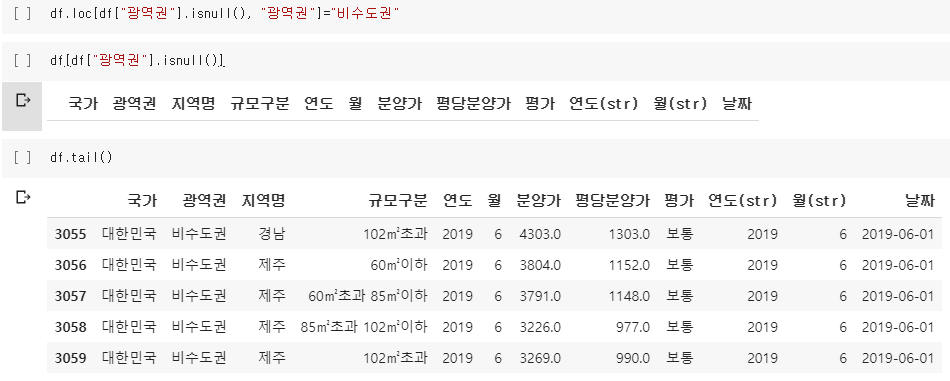 [ ] df.loc[df["광역권"].isnull(), "광역권"]="비수도권"
[ ] df[df["광역권"].isnull()]
국가 광역권 지역명 규모구분 연도 월 분양가 평당분양가 평가 연도(str) 월(str) 날짜
[ ] df.tail()
국가 광역권 지역명 규모구분 연도 월 분양가 평당분양가 평가 연도(str) 월(str) 날짜
3055 대한민국 비수도권 경남 102㎡초과 2019 6 4303.0 1303.0 보통 2019 6 2019-06-01
3056 대한민국 비수도권 제주 60㎡이하 2019 6 3804.0 1152.0 보통 2019 6 2019-06-01
3057 대한민국 비수도권 제주 60㎡초과 85㎡이하 2019 6 3791.0 1148.0 보통 2019 6 2019-06-01
3058 대한민국 비수도권 제주 85㎡초과 102㎡이하 2019 6 3226.0 977.0 보통 2019 6 2019-06-01
3059 대한민국 비수도권 제주 102㎡초과 2019 6 3269.0 990.0 보통 2019 6 2019-06-01